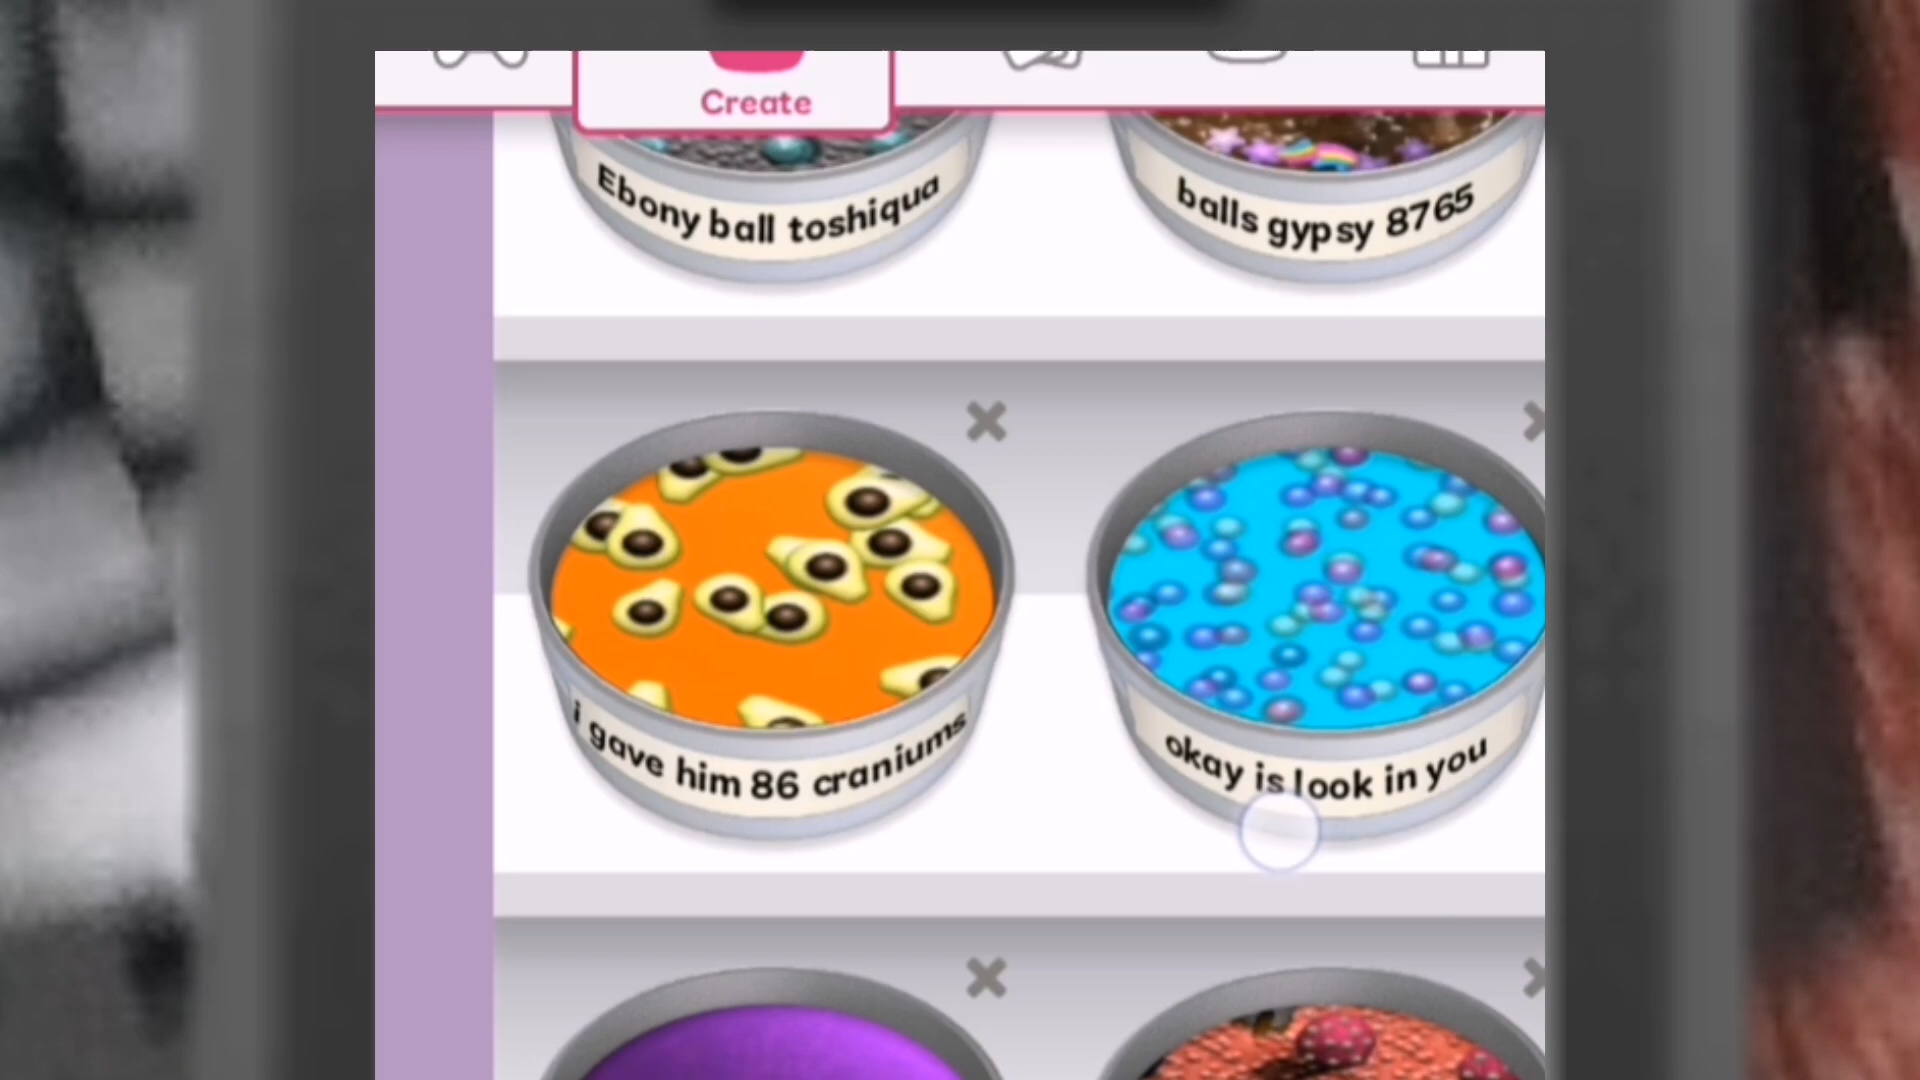 Create
Ebony ball toshiqua
balls gypsy 8765
i gave him 86 craniums
okay is look in you